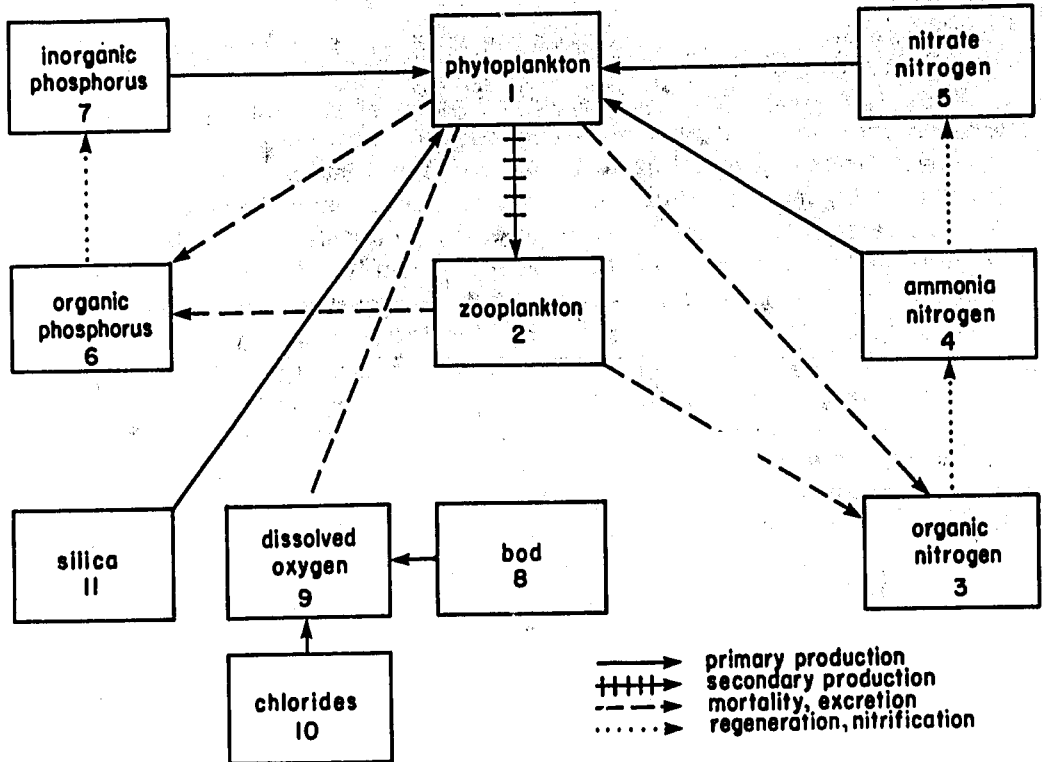 inorganic
phosphorus
7
phytoplankton
1
nitrate
nitrogen
5
organic
phosphorus
6
zooplankton
2
ammonia
nitrogen
4
silica
11
dissolved
oxygen
9
bod
8
organic
nitrogen
3
chlorides
10
primary production
secondary production
mortality, excretion
regeneration, nitrification